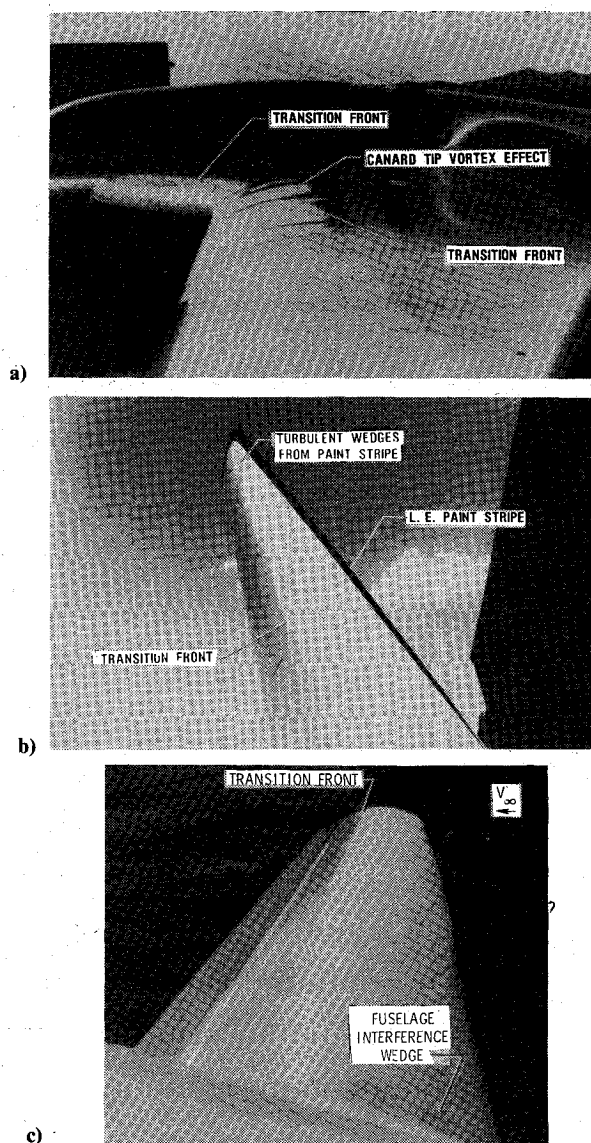 TRANSITION FRONT
CANARD TIP VORTEX EFFECT
TRANSITION FRONT
a)
TURBULENT WEDGES
FROM PAINT STRIPE
L. E. PAINT STRIPE
TRANSITION FRONT
b)
TRANSITION FRONT
V∞
FUSELAGE
INTERFERENCE
WEDGE
c)